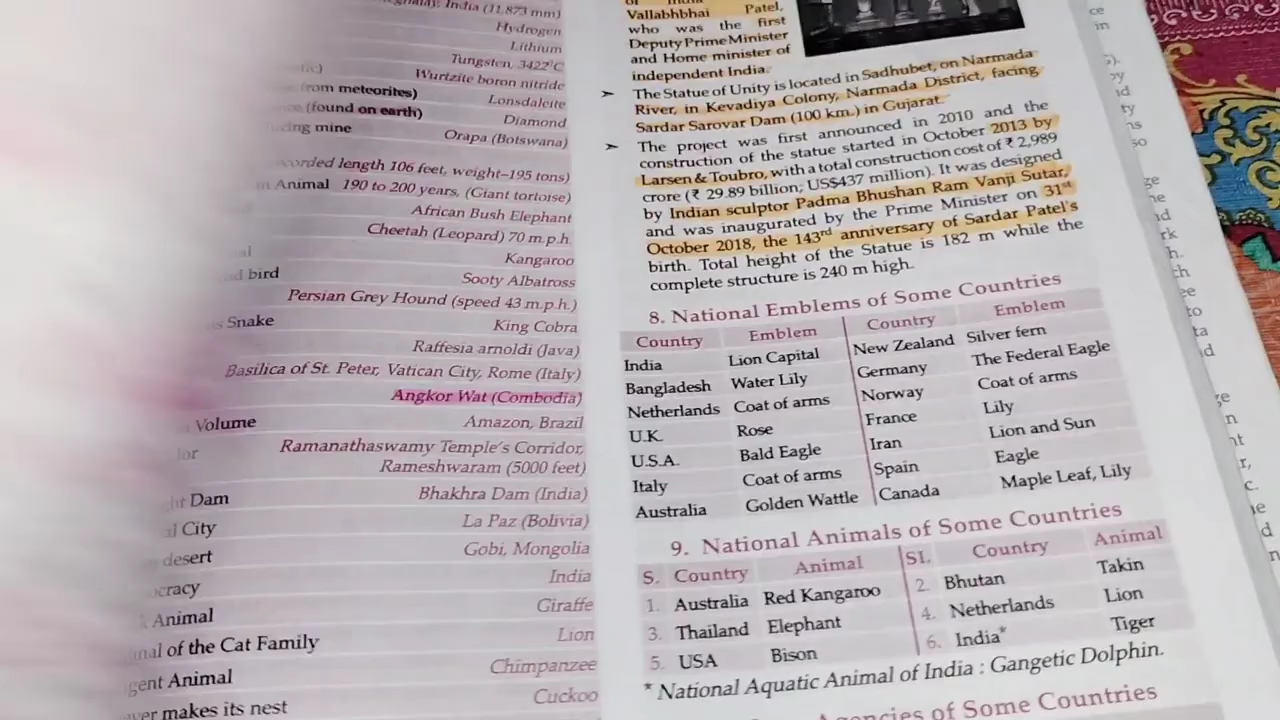 India (11,873 mm)
Hydrogen
Lithium
Tungsten, 3422°C
Wurtzite boron nitride
from meteorites) Lonsdaleite
(found on earth) Diamond
mine Orapa (Botswana)
length 106 feet, weight–195 tons)
Animal 190 to 200 years, (Giant tortoise)
African Bush Elephant
Cheetah (Leopard) 70 m.p.h.
Kangaroo
bird Sooty Albatross
Persian Grey Hound (speed 43 m.p.h.)
Snake King Cobra
Raffesia arnoldi (Java)
Basilica of St. Peter, Vatican City, Rome (Italy)
Angkor Wat (Combodia)
Volume Amazon, Brazil
Ramanathaswamy Temple's Corridor,
Rameshwaram (5000 feet)
Dam Bhakhra Dam (India)
City La Paz (Bolivia)
desert Gobi, Mongolia
India
Animal Giraffe
of the Cat Family Lion
Animal Chimpanzee
makes its nest Cuckoo
of India
Vallabhbhai Patel,
who was the first
Deputy Prime Minister
and Home minister of
independent India.
➢ The Statue of Unity is located in Sadhubet, on Narmada
River, in Kevadiya Colony, Narmada District, facing
Sardar Sarovar Dam (100 km.) in Gujarat.
➢ The project was first announced in 2010 and the
construction of the statue started in October 2013 by
Larsen & Toubro, with a total construction cost of ₹ 2,989
crore (₹ 29.89 billion; US$437 million). It was designed
by Indian sculptor Padma Bhushan Ram Vanji Sutar,
and was inaugurated by the Prime Minister on 31st
October 2018, the 143rd anniversary of Sardar Patel's
birth. Total height of the Statue is 182 m while the
complete structure is 240 m high.
8. National Emblems of Some Countries
Country Emblem Country Emblem
India Lion Capital New Zealand Silver fern
Bangladesh Water Lily Germany The Federal Eagle
Netherlands Coat of arms Norway Coat of arms
U.K. Rose France Lily
U.S.A. Bald Eagle Iran Lion and Sun
Italy Coat of arms Spain Eagle
Australia Golden Wattle Canada Maple Leaf, Lily
9. National Animals of Some Countries
S. Country Animal Sl. Country Animal
1. Australia Red Kangaroo 2. Bhutan Takin
3. Thailand Elephant 4. Netherlands Lion
5. USA Bison 6. India* Tiger
* National Aquatic Animal of India : Gangetic Dolphin.
Agencies of Some Countries